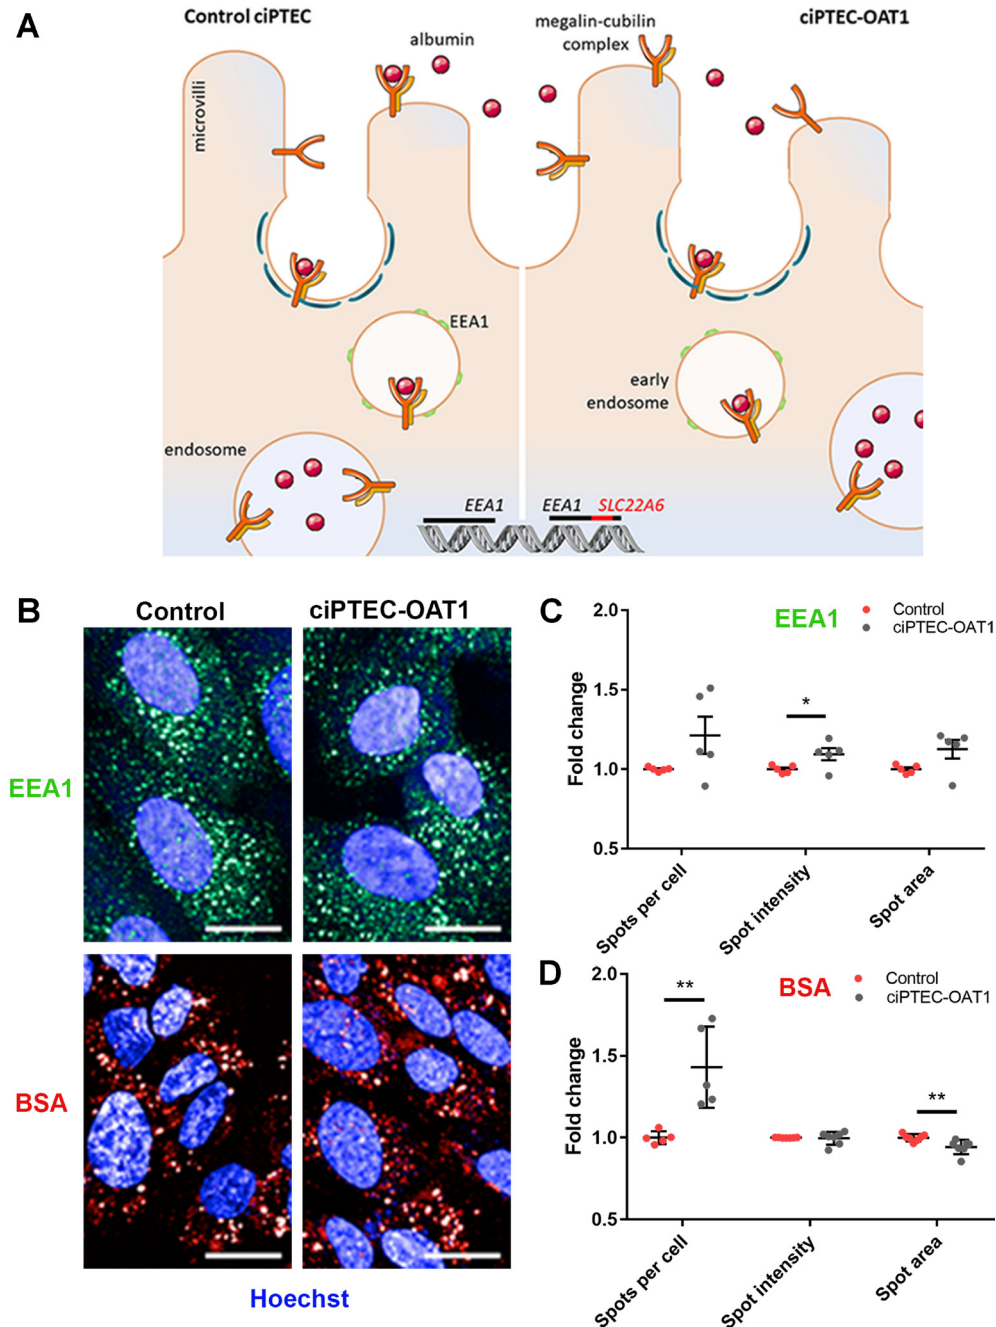 A
Control ciPTEC
albumin
megalin-cubilin
complex
ciPTEC-OAT1
microvilli
EEA1
early
endosome
endosome
EEA1
EEA1
SLC22A6
B
Control
ciPTEC-OAT1
EEA1
BSA
Hoechst
C
EEA1
Control
ciPTEC-OAT1
Fold change
2.0
1.5
1.0
0.5
*
Spots per cell
Spot intensity
Spot area
D
BSA
Control
ciPTEC-OAT1
Fold change
2.0
1.5
1.0
0.5
**
**
Spots per cell
Spot intensity
Spot area